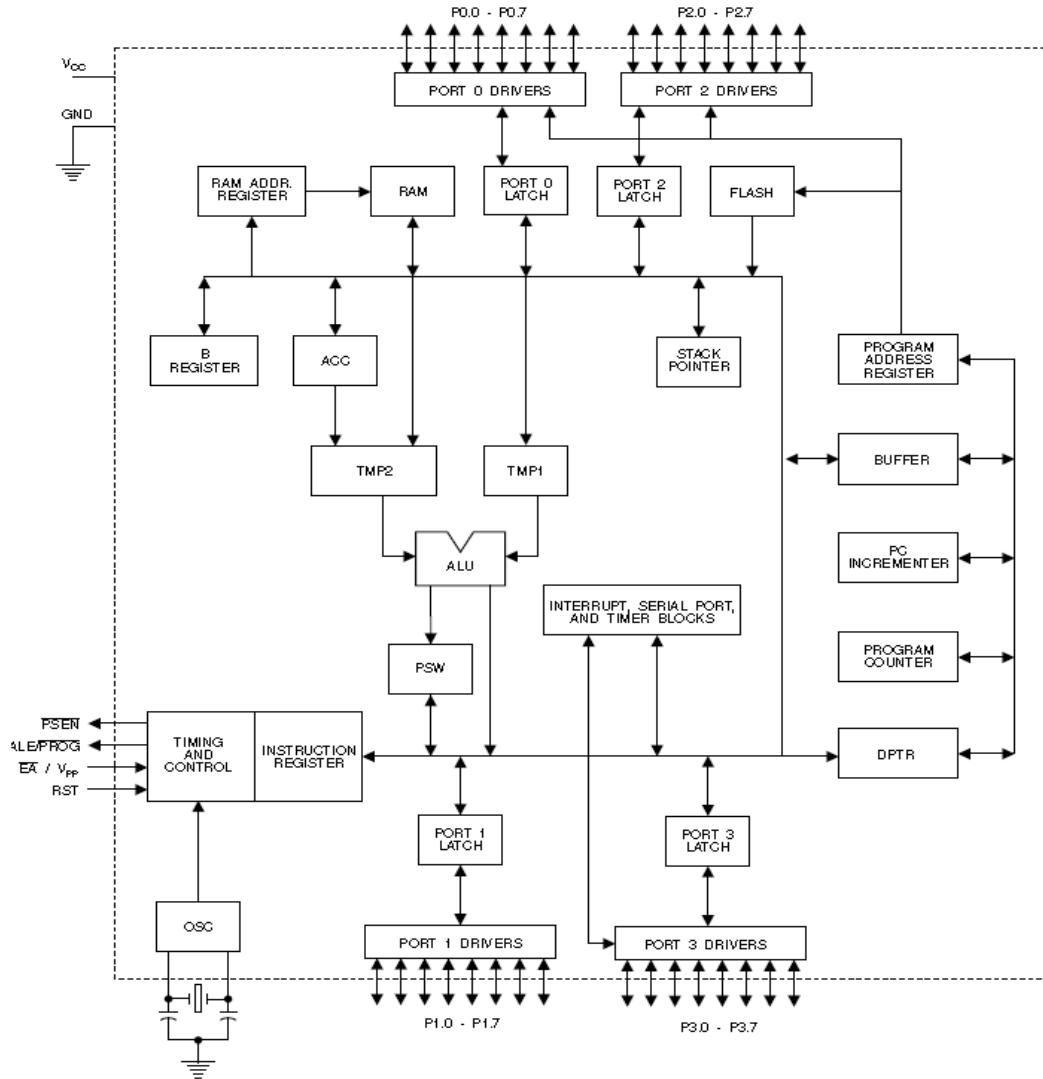 P0.0 - P0.7
P2.0 - P2.7
VCC
GND
PORT 0 DRIVERS
PORT 2 DRIVERS
RAM ADDR.
REGISTER
RAM
PORT 0
LATCH
PORT 2
LATCH
FLASH
B
REGISTER
ACC
STACK
POINTER
PROGRAM
ADDRESS
REGISTER
TMP2
TMP1
BUFFER
ALU
PC
INCREMENTER
INTERRUPT, SERIAL PORT,
AND TIMER BLOCKS
PSW
PROGRAM
COUNTER
PSEN
ALE/PROG
EA / VPP
RST
TIMING
AND
CONTROL
INSTRUCTION
REGISTER
DPTR
PORT 1
LATCH
PORT 3
LATCH
OSC
PORT 1 DRIVERS
PORT 3 DRIVERS
P1.0 - P1.7
P3.0 - P3.7